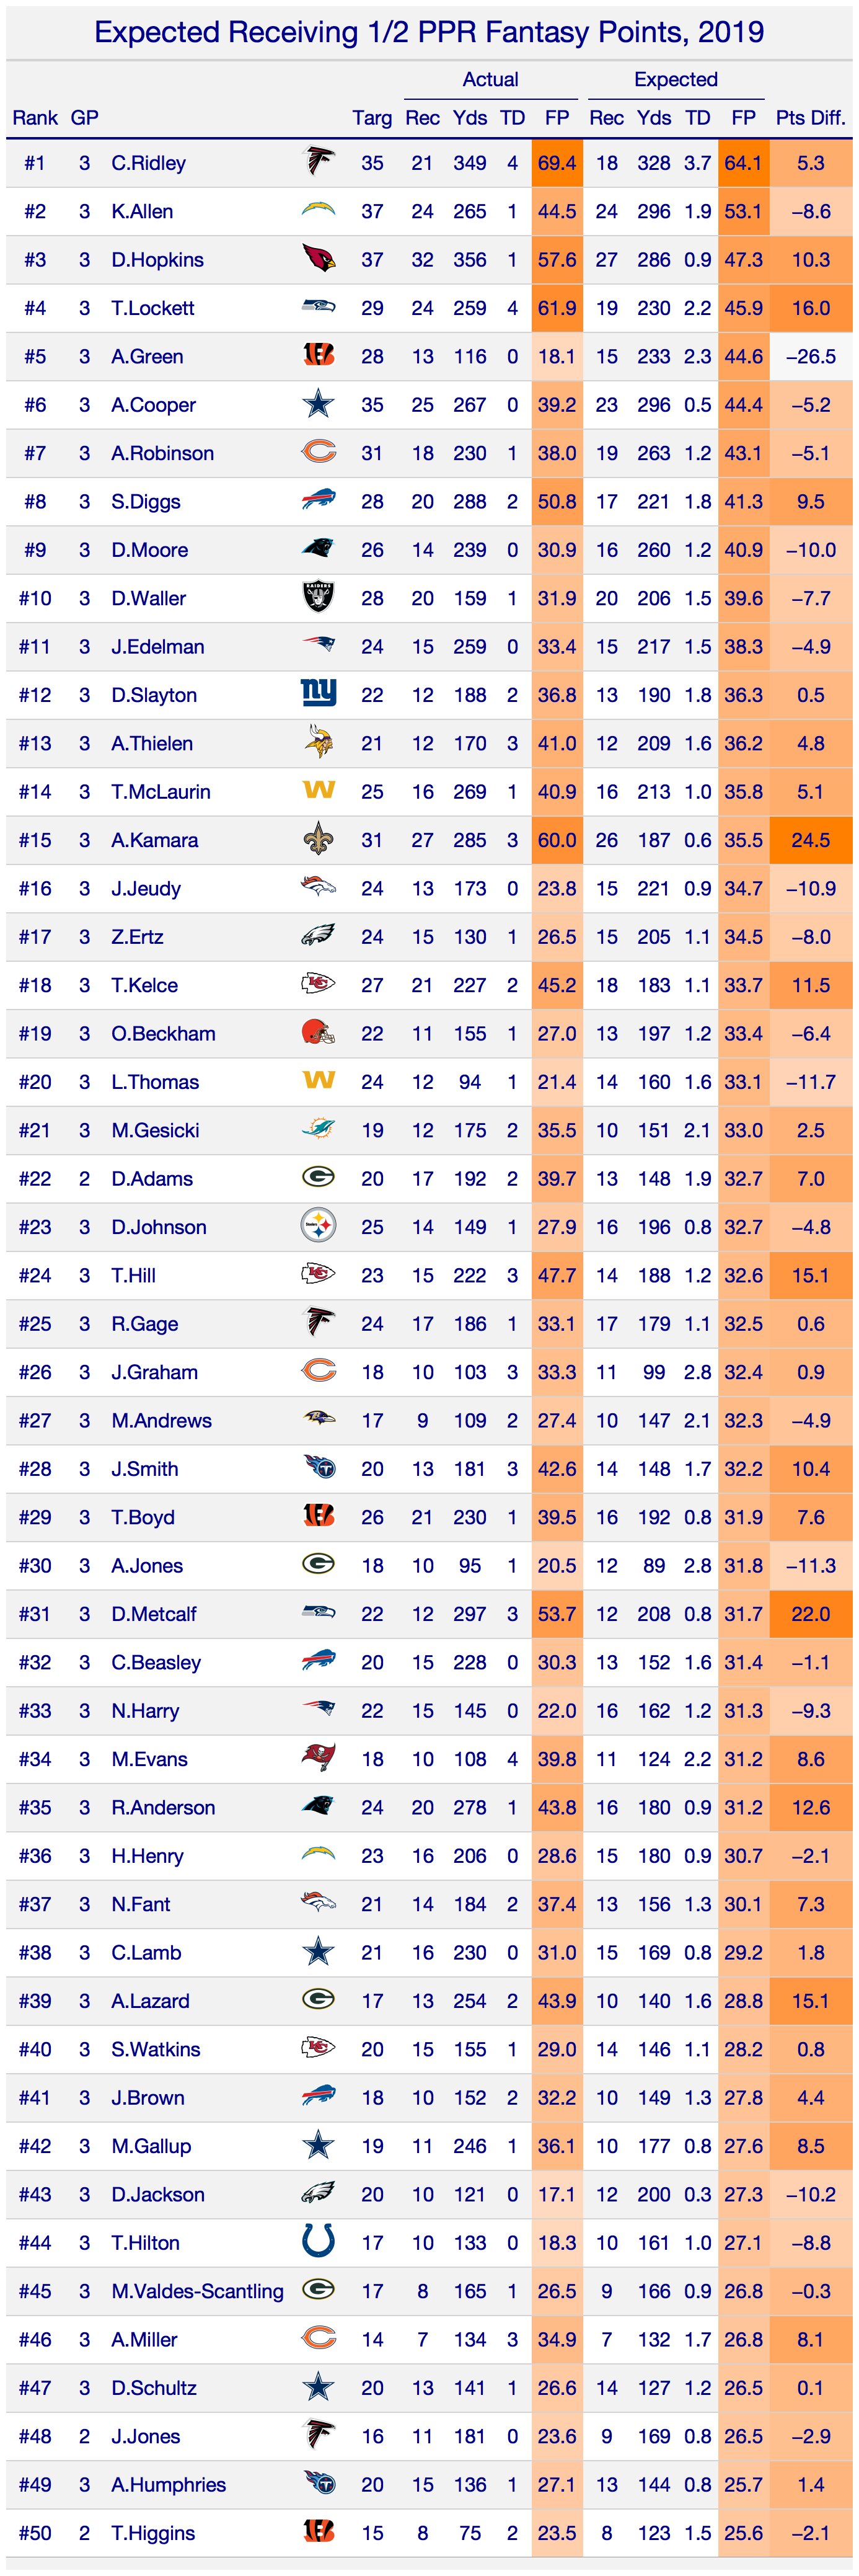 Expected Receiving 1/2 PPR Fantasy Points, 2019
Actual Expected
Rank GP Targ Rec Yds TD FP Rec Yds TD FP Pts Diff.
#1 3 C.Ridley 35 21 349 4 69.4 18 328 3.7 64.1 5.3
#2 3 K.Allen 37 24 265 1 44.5 24 296 1.9 53.1 −8.6
#3 3 D.Hopkins 37 32 356 1 57.6 27 286 0.9 47.3 10.3
#4 3 T.Lockett 29 24 259 4 61.9 19 230 2.2 45.9 16.0
#5 3 A.Green 28 13 116 0 18.1 15 233 2.3 44.6 −26.5
#6 3 A.Cooper 35 25 267 0 39.2 23 296 0.5 44.4 −5.2
#7 3 A.Robinson 31 18 230 1 38.0 19 263 1.2 43.1 −5.1
#8 3 S.Diggs 28 20 288 2 50.8 17 221 1.8 41.3 9.5
#9 3 D.Moore 26 14 239 0 30.9 16 260 1.2 40.9 −10.0
#10 3 D.Waller RAIDERS 28 20 159 1 31.9 20 206 1.5 39.6 −7.7
#11 3 J.Edelman 24 15 259 0 33.4 15 217 1.5 38.3 −4.9
#12 3 D.Slayton ny 22 12 188 2 36.8 13 190 1.8 36.3 0.5
#13 3 A.Thielen 21 12 170 3 41.0 12 209 1.6 36.2 4.8
#14 3 T.McLaurin W 25 16 269 1 40.9 16 213 1.0 35.8 5.1
#15 3 A.Kamara 31 27 285 3 60.0 26 187 0.6 35.5 24.5
#16 3 J.Jeudy 24 13 173 0 23.8 15 221 0.9 34.7 −10.9
#17 3 Z.Ertz 24 15 130 1 26.5 15 205 1.1 34.5 −8.0
#18 3 T.Kelce KC 27 21 227 2 45.2 18 183 1.1 33.7 11.5
#19 3 O.Beckham 22 11 155 1 27.0 13 197 1.2 33.4 −6.4
#20 3 L.Thomas W 24 12 94 1 21.4 14 160 1.6 33.1 −11.7
#21 3 M.Gesicki 19 12 175 2 35.5 10 151 2.1 33.0 2.5
#22 2 D.Adams G 20 17 192 2 39.7 13 148 1.9 32.7 7.0
#23 3 D.Johnson Steelers 25 14 149 1 27.9 16 196 0.8 32.7 −4.8
#24 3 T.Hill KC 23 15 222 3 47.7 14 188 1.2 32.6 15.1
#25 3 R.Gage 24 17 186 1 33.1 17 179 1.1 32.5 0.6
#26 3 J.Graham C 18 10 103 3 33.3 11 99 2.8 32.4 0.9
#27 3 M.Andrews 17 9 109 2 27.4 10 147 2.1 32.3 −4.9
#28 3 J.Smith 20 13 181 3 42.6 14 148 1.7 32.2 10.4
#29 3 T.Boyd 26 21 230 1 39.5 16 192 0.8 31.9 7.6
#30 3 A.Jones G 18 10 95 1 20.5 12 89 2.8 31.8 −11.3
#31 3 D.Metcalf 22 12 297 3 53.7 12 208 0.8 31.7 22.0
#32 3 C.Beasley 20 15 228 0 30.3 13 152 1.6 31.4 −1.1
#33 3 N.Harry 22 15 145 0 22.0 16 162 1.2 31.3 −9.3
#34 3 M.Evans 18 10 108 4 39.8 11 124 2.2 31.2 8.6
#35 3 R.Anderson 24 20 278 1 43.8 16 180 0.9 31.2 12.6
#36 3 H.Henry 23 16 206 0 28.6 15 180 0.9 30.7 −2.1
#37 3 N.Fant 21 14 184 2 37.4 13 156 1.3 30.1 7.3
#38 3 C.Lamb 21 16 230 0 31.0 15 169 0.8 29.2 1.8
#39 3 A.Lazard G 17 13 254 2 43.9 10 140 1.6 28.8 15.1
#40 3 S.Watkins KC 20 15 155 1 29.0 14 146 1.1 28.2 0.8
#41 3 J.Brown 18 10 152 2 32.2 10 149 1.3 27.8 4.4
#42 3 M.Gallup 19 11 246 1 36.1 10 177 0.8 27.6 8.5
#43 3 D.Jackson 20 10 121 0 17.1 12 200 0.3 27.3 −10.2
#44 3 T.Hilton 17 10 133 0 18.3 10 161 1.0 27.1 −8.8
#45 3 M.Valdes-Scantling G 17 8 165 1 26.5 9 166 0.9 26.8 −0.3
#46 3 A.Miller C 14 7 134 3 34.9 7 132 1.7 26.8 8.1
#47 3 D.Schultz 20 13 141 1 26.6 14 127 1.2 26.5 0.1
#48 2 J.Jones 16 11 181 0 23.6 9 169 0.8 26.5 −2.9
#49 3 A.Humphries 20 15 136 1 27.1 13 144 0.8 25.7 1.4
#50 2 T.Higgins 15 8 75 2 23.5 8 123 1.5 25.6 −2.1